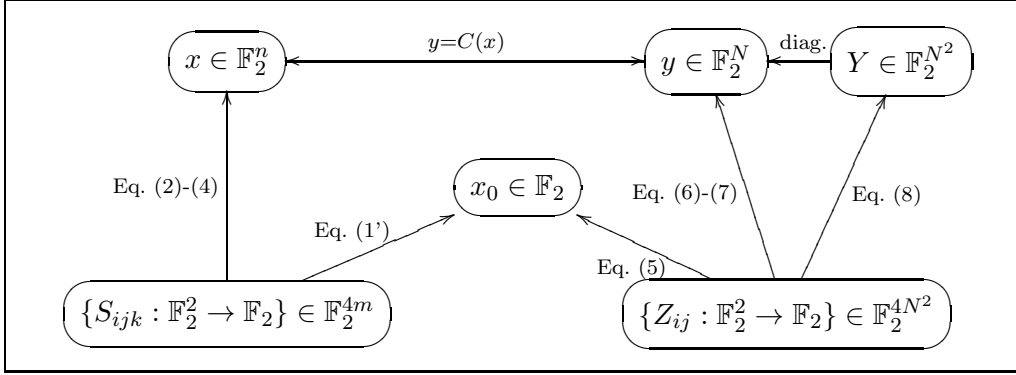 y=C(x)
diag.
x ∈ 𝔽₂ⁿ
y ∈ 𝔽₂ᴺ
Y ∈ 𝔽₂^{N²}
Eq. (2)-(4)
x₀ ∈ 𝔽₂
Eq. (6)-(7)
Eq. (8)
Eq. (1’)
Eq. (5)
{S_{ijk} : 𝔽₂² → 𝔽₂} ∈ 𝔽₂^{4m}
{Z_{ij} : 𝔽₂² → 𝔽₂} ∈ 𝔽₂^{4N²}